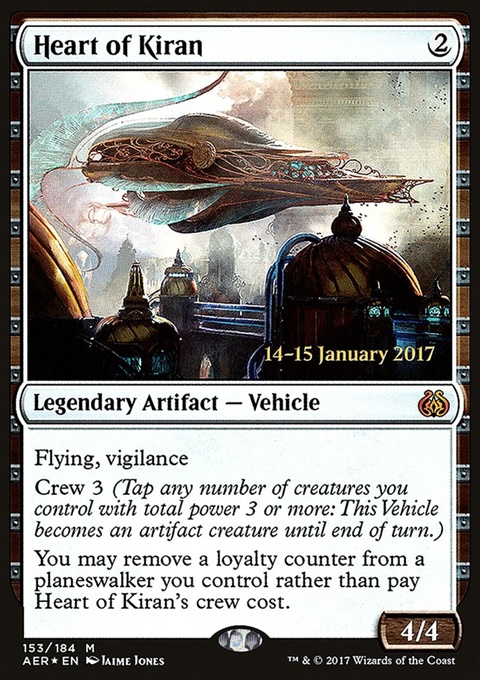 Heart of Kiran 2
14-15 January 2017
Legendary Artifact — Vehicle
Flying, vigilance
Crew 3 (Tap any number of creatures you
control with total power 3 or more: This Vehicle
becomes an artifact creature until end of turn.)
You may remove a loyalty counter from a
planeswalker you control rather than pay
Heart of Kiran's crew cost.
4/4
153/184 M
AER★EN Jaime Jones
™ & © 2017 Wizards of the Coast